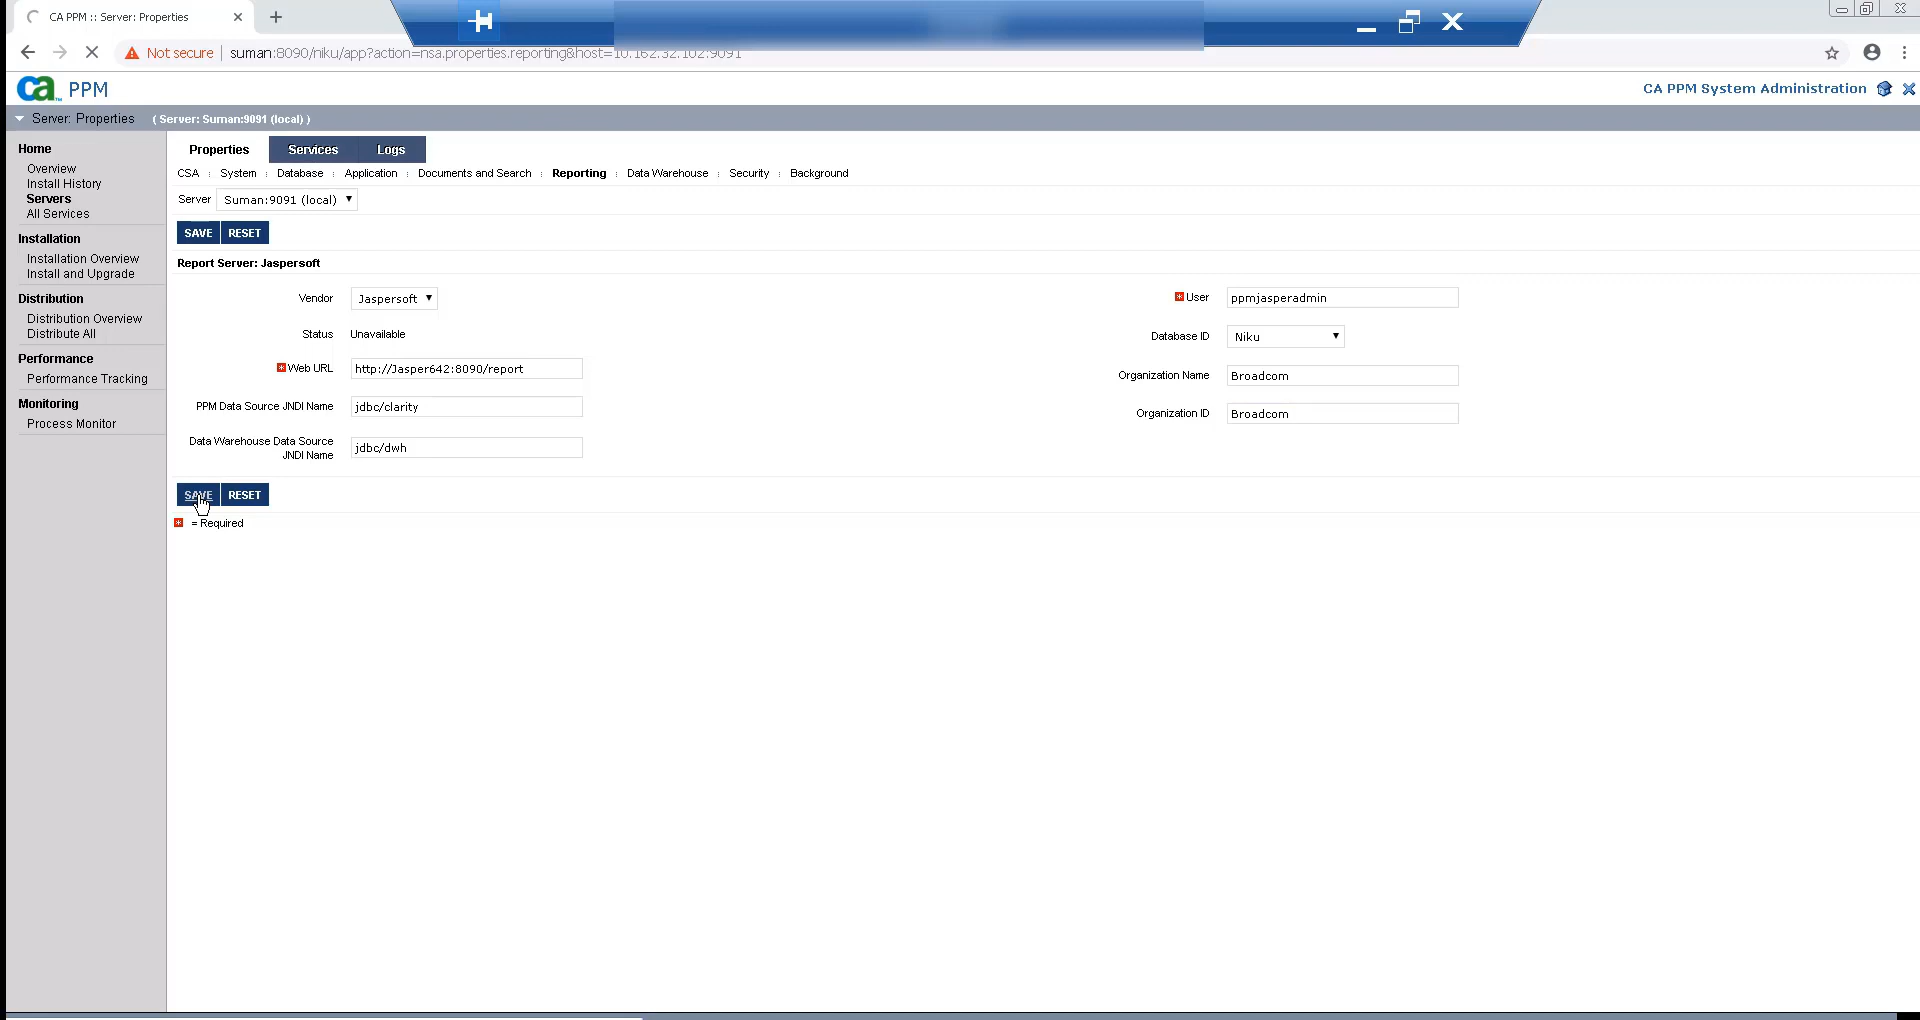 CA PPM :: Server: Properties
Not secure | suman:8090/niku/app?action=nsa.properties.reporting&host=10.162.32.102:9091
ca PPM
CA PPM System Administration
Server: Properties ( Server: Suman:9091 (local) )
Home
Overview
Install History
Servers
All Services
Installation
Installation Overview
Install and Upgrade
Distribution
Distribution Overview
Distribute All
Performance
Performance Tracking
Monitoring
Process Monitor
Properties Services Logs
CSA : System : Database : Application : Documents and Search : Reporting : Data Warehouse : Security : Background
Server Suman:9091 (local)
SAVE RESET
Report Server: Jaspersoft
Vendor Jaspersoft
Status Unavailable
Web URL http://Jasper642:8090/report
PPM Data Source JNDI Name jdbc/clarity
Data Warehouse Data Source
JNDI Name jdbc/dwh
User ppmjasperadmin
Database ID Niku
Organization Name Broadcom
Organization ID Broadcom
SAVE RESET
= Required